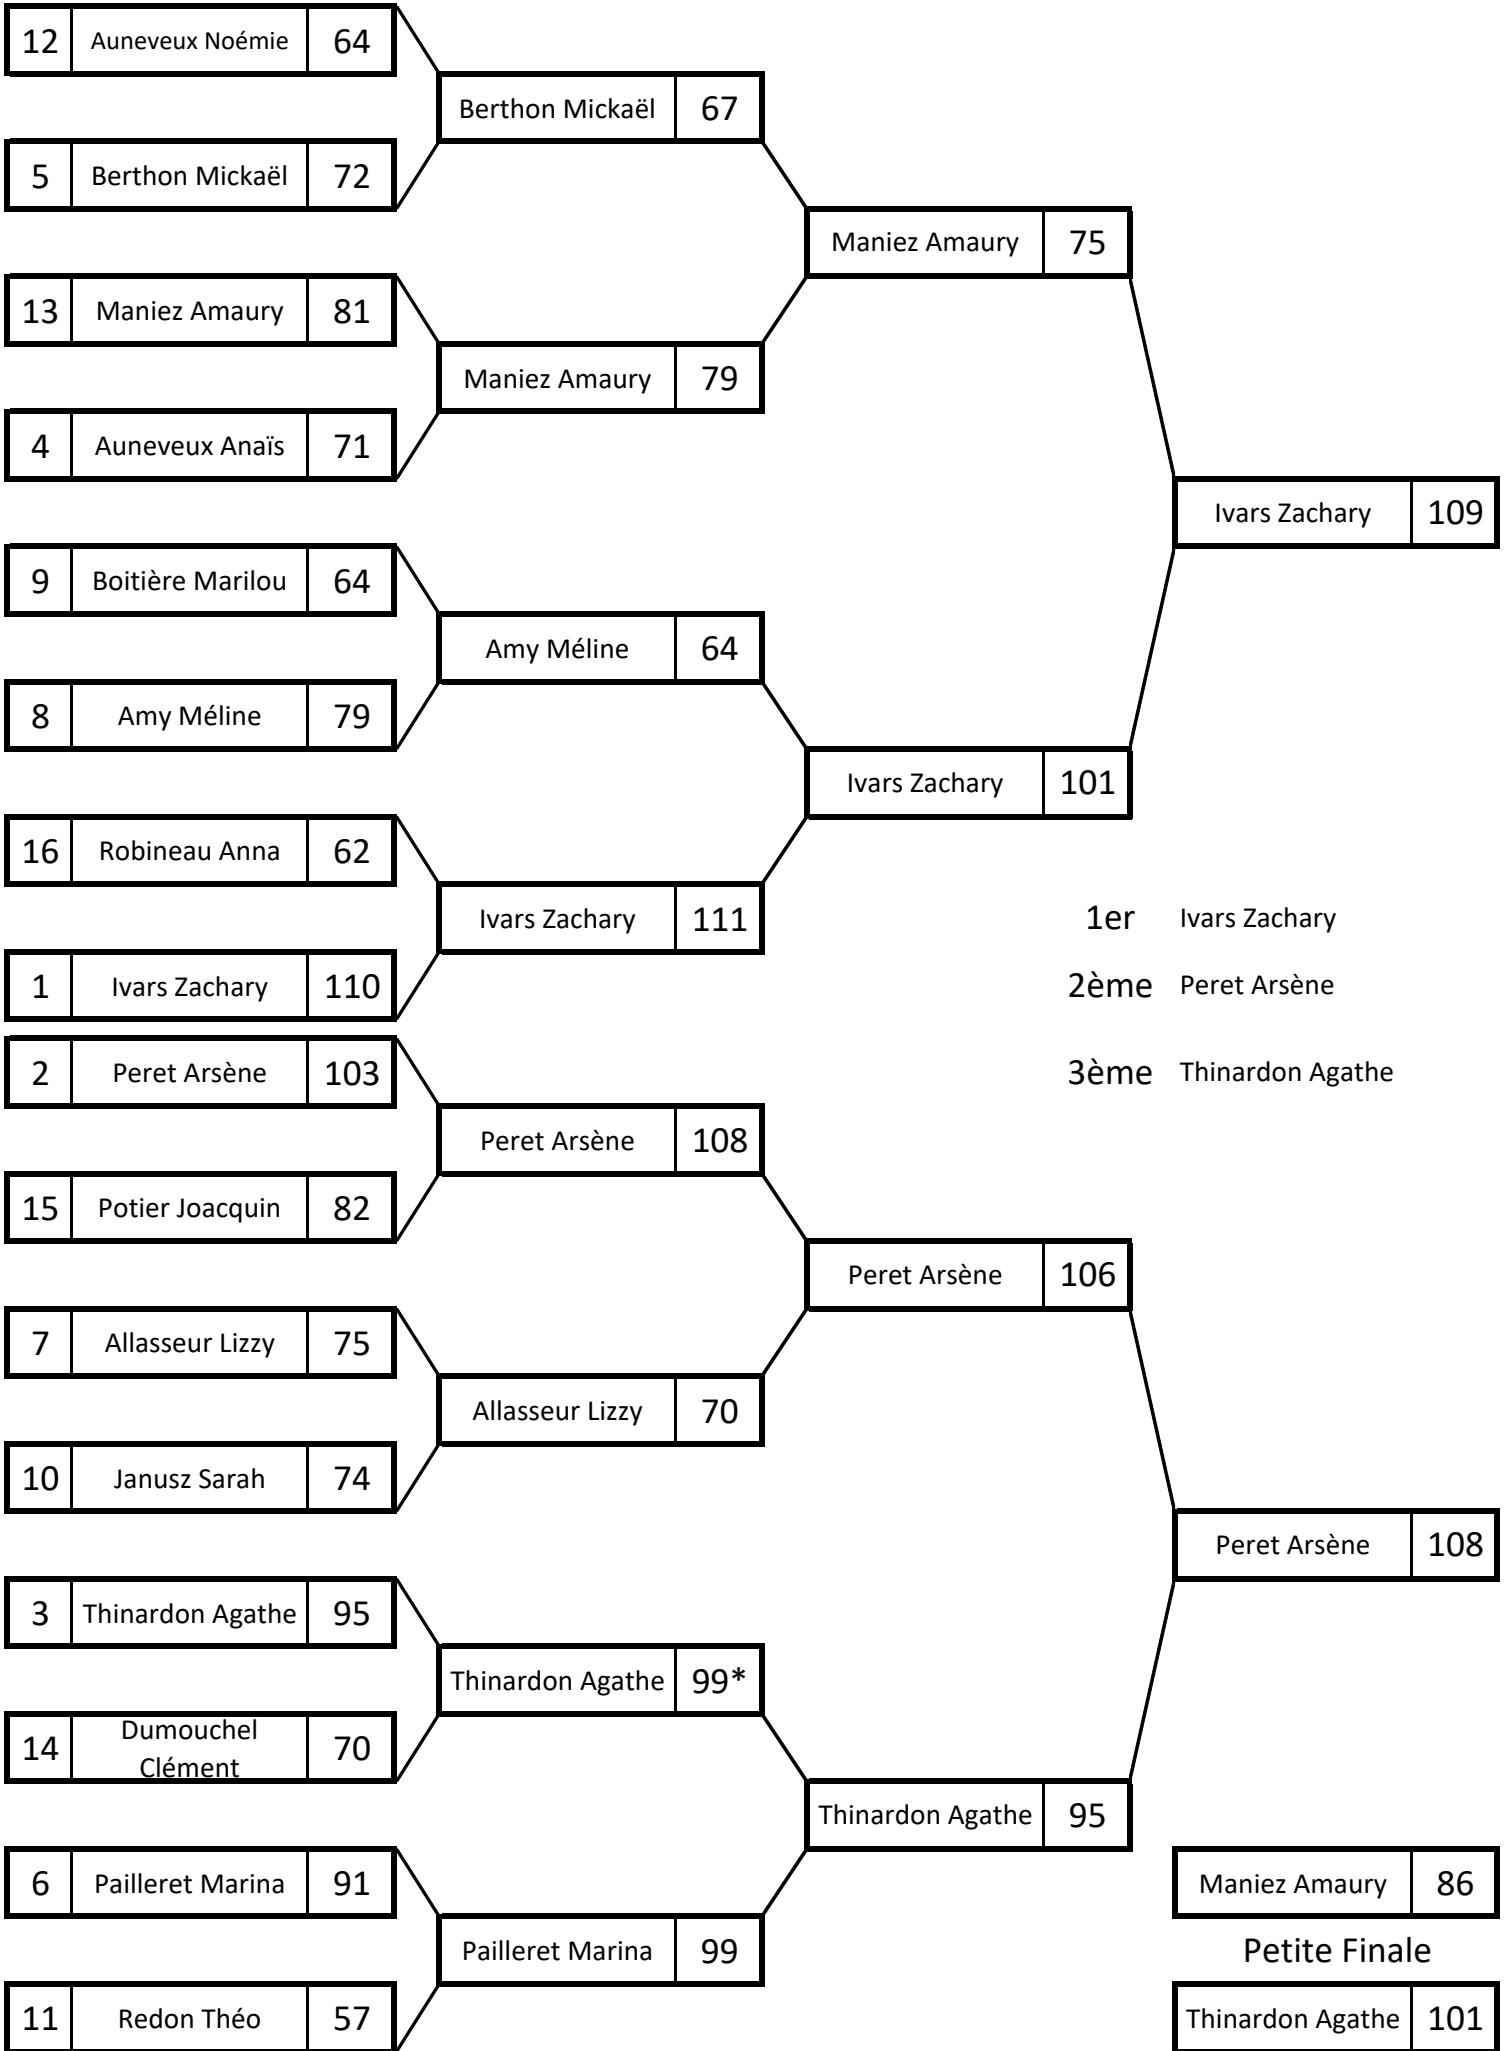 12 Auneveux Noémie 64
Berthon Mickaël 67
5 Berthon Mickaël 72
Maniez Amaury 75
13 Maniez Amaury 81
Maniez Amaury 79
4 Auneveux Anaïs 71
Ivars Zachary 109
9 Boitière Marilou 64
Amy Méline 64
8 Amy Méline 79
Ivars Zachary 101
16 Robineau Anna 62
Ivars Zachary 111
1er Ivars Zachary
1 Ivars Zachary 110
2ème Peret Arsène
2 Peret Arsène 103
3ème Thinardon Agathe
Peret Arsène 108
15 Potier Joacquin 82
Peret Arsène 106
7 Allasseur Lizzy 75
Allasseur Lizzy 70
10 Janusz Sarah 74
Peret Arsène 108
3 Thinardon Agathe 95
Thinardon Agathe 99*
14 Dumouchel
Clément 70
Thinardon Agathe 95
6 Pailleret Marina 91
Maniez Amaury 86
Pailleret Marina 99
Petite Finale
11 Redon Théo 57
Thinardon Agathe 101